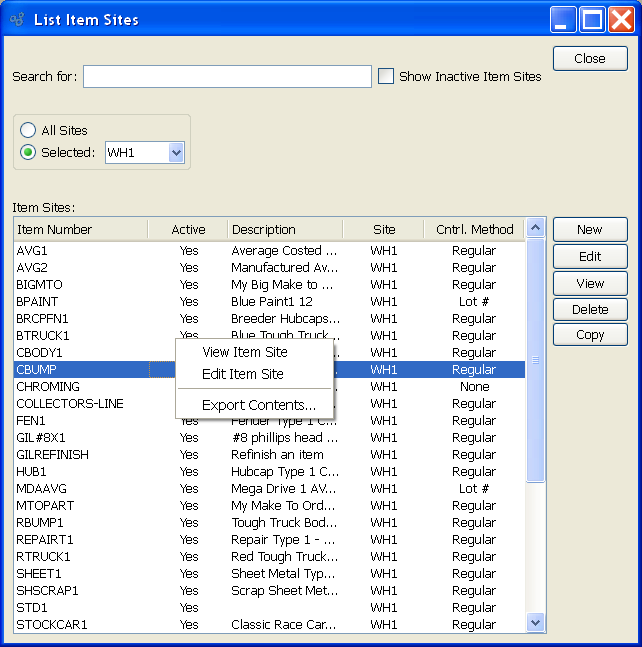 List Item Sites
Close
Search for: Show Inactive Item Sites
All Sites
Selected: WH1
Item Sites:
Item Number Active Description Site Cntrl. Method New
AVG1 Yes Average Costed ... WH1 Regular
AVG2 Yes Manufactured Av... WH1 Regular Edit
BIGMTO Yes My Big Make to ... WH1 Regular View
BPAINT Yes Blue Paint1 12 WH1 Lot # Delete
BRCPFN1 Yes Breeder Hubcaps... WH1 Regular
BTRUCK1 Yes Blue Tough Truck... WH1 Regular Copy
CBODY1 View Item Site WH1 Regular
CBUMP Edit Item Site WH1 Regular
CHROMING WH1 None
COLLECTORS-LINE Export Contents... WH1 Regular
FEN1 Yes Fender Type 1 C... WH1 Regular
GIL#8X1 Yes #8 phillips head ... WH1 Regular
GILREFINISH Yes Refinish an item WH1 Regular
HUB1 Yes Hubcap Type 1 C... WH1 Regular
MDAAVG Yes Mega Drive 1 AV... WH1 Lot #
MTOPART Yes My Make To Ord... WH1 Regular
RBUMP1 Yes Tough Truck Bod... WH1 Regular
REPAIRT1 Yes Repair Type 1 - ... WH1 Regular
RTRUCK1 Yes Red Tough Truck... WH1 Regular
SHEET1 Yes Sheet Metal Typ... WH1 Regular
SHSCRAP1 Yes Scrap Sheet Met... WH1 Regular
STD1 Yes WH1 Regular
STOCKCAR1 Yes Classic Race Car... WH1 Regular